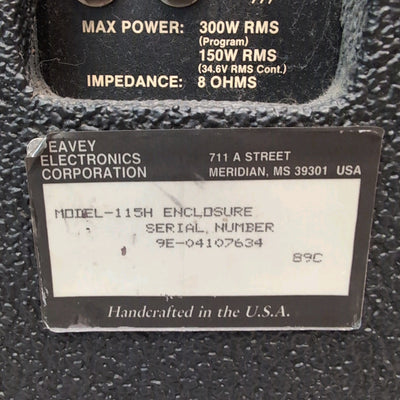 MAX POWER: 300W RMS
(Program)
150W RMS
(34.6V RMS Cont.)
IMPEDANCE: 8 OHMS
PEAVEY
ELECTRONICS 711 A STREET
CORPORATION MERIDIAN, MS 39301 USA
MODEL-115H ENCLOSURE
SERIAL NUMBER
9E-04107634
89C
Handcrafted in the U.S.A.